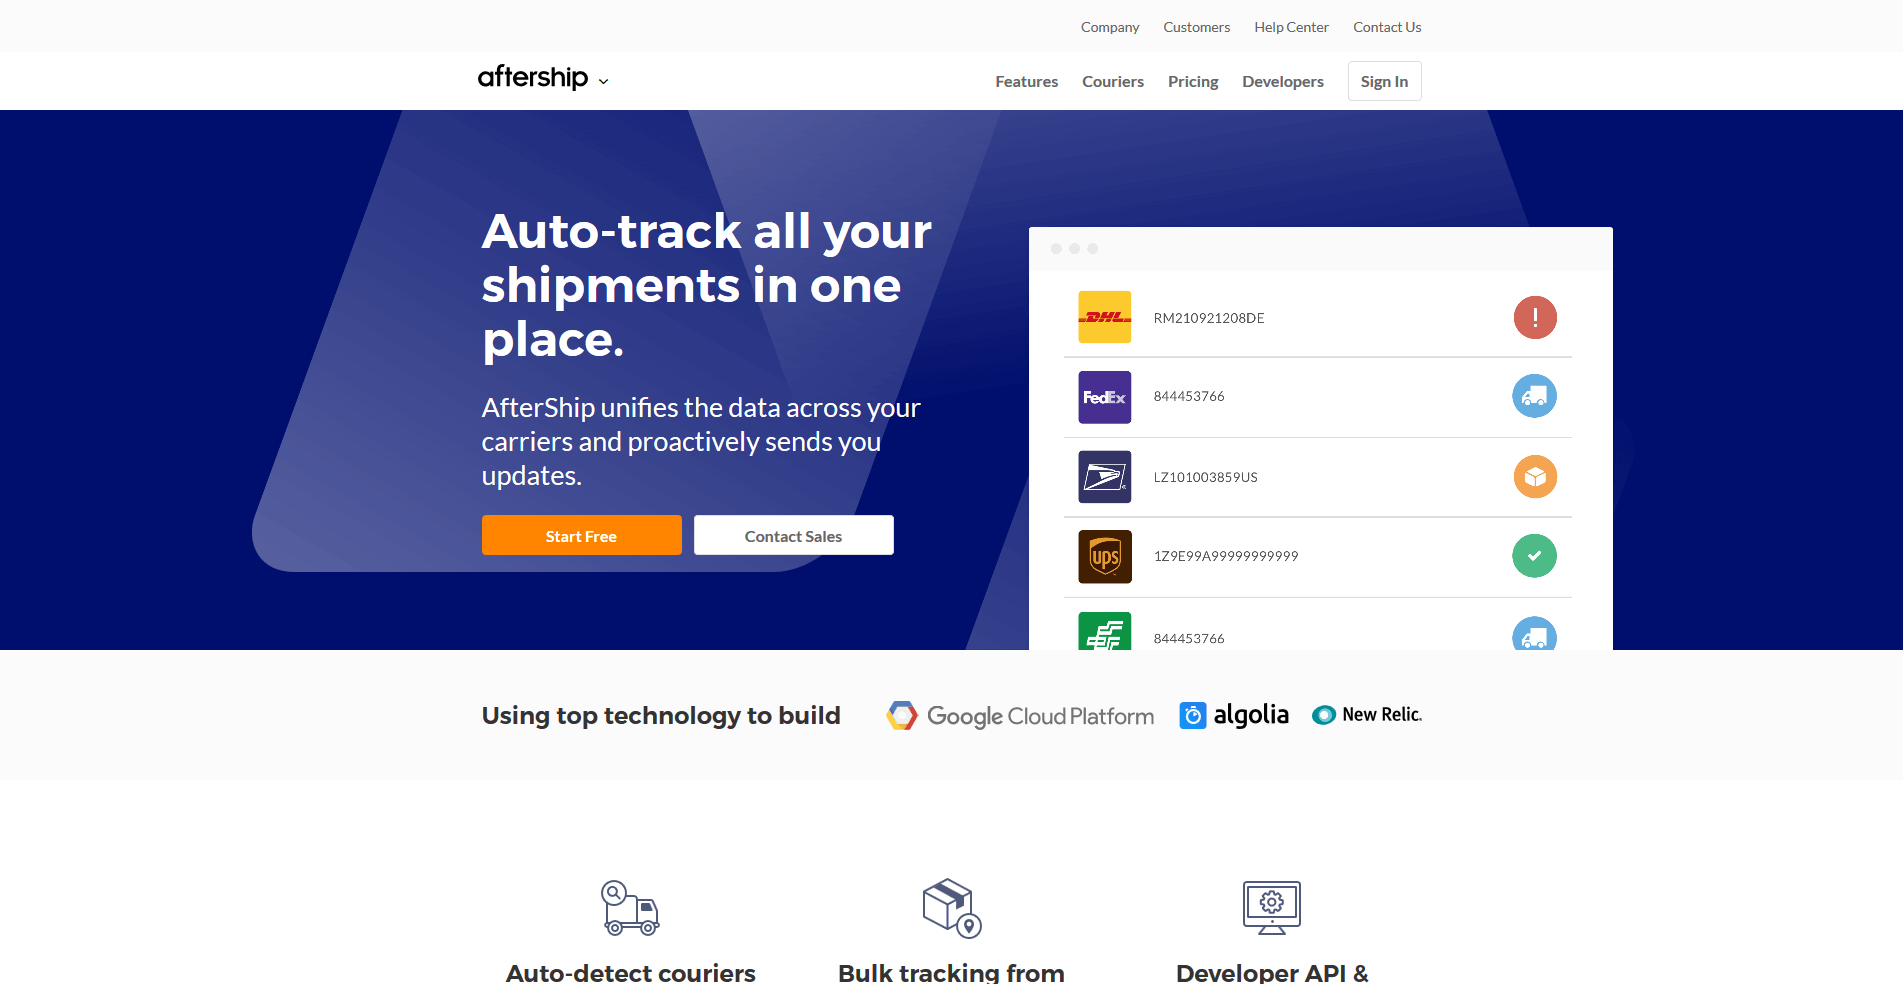 Company Customers Help Center Contact Us
aftership
Features Couriers Pricing Developers Sign In
Auto-track all your
shipments in one
place.
AfterShip unifies the data across your
carriers and proactively sends you
updates.
Start Free Contact Sales
DHL RM210921208DE
FedEx 844453766
LZ101003859US
ups 1Z9E99A99999999999
844453766
Using top technology to build
Google Cloud Platform
algolia
New Relic.
Auto-detect couriers
Bulk tracking from
Developer API &